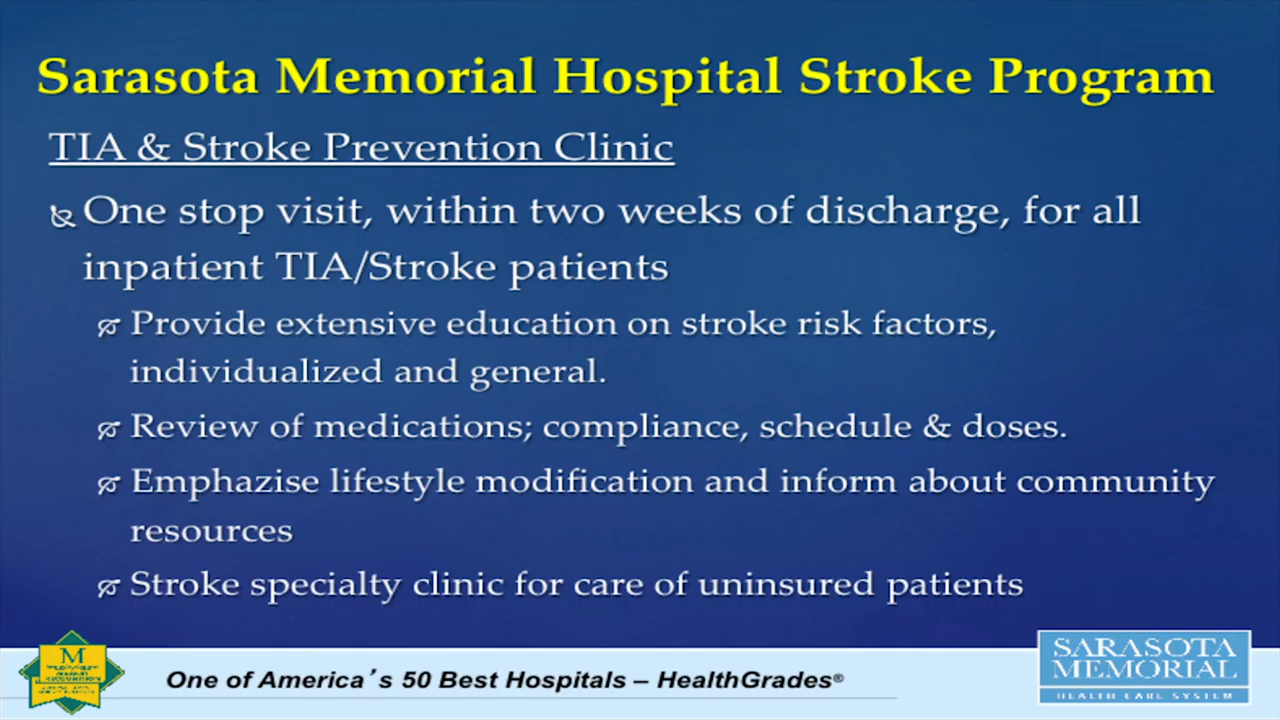 Sarasota Memorial Hospital Stroke Program
TIA & Stroke Prevention Clinic
One stop visit, within two weeks of discharge, for all
inpatient TIA/Stroke patients
Provide extensive education on stroke risk factors,
individualized and general.
Review of medications; compliance, schedule & doses.
Emphazise lifestyle modification and inform about community
resources
Stroke specialty clinic for care of uninsured patients
M
One of America’s 50 Best Hospitals – HealthGrades®
SARASOTA
MEMORIAL
HEALTH CARE SYSTEM